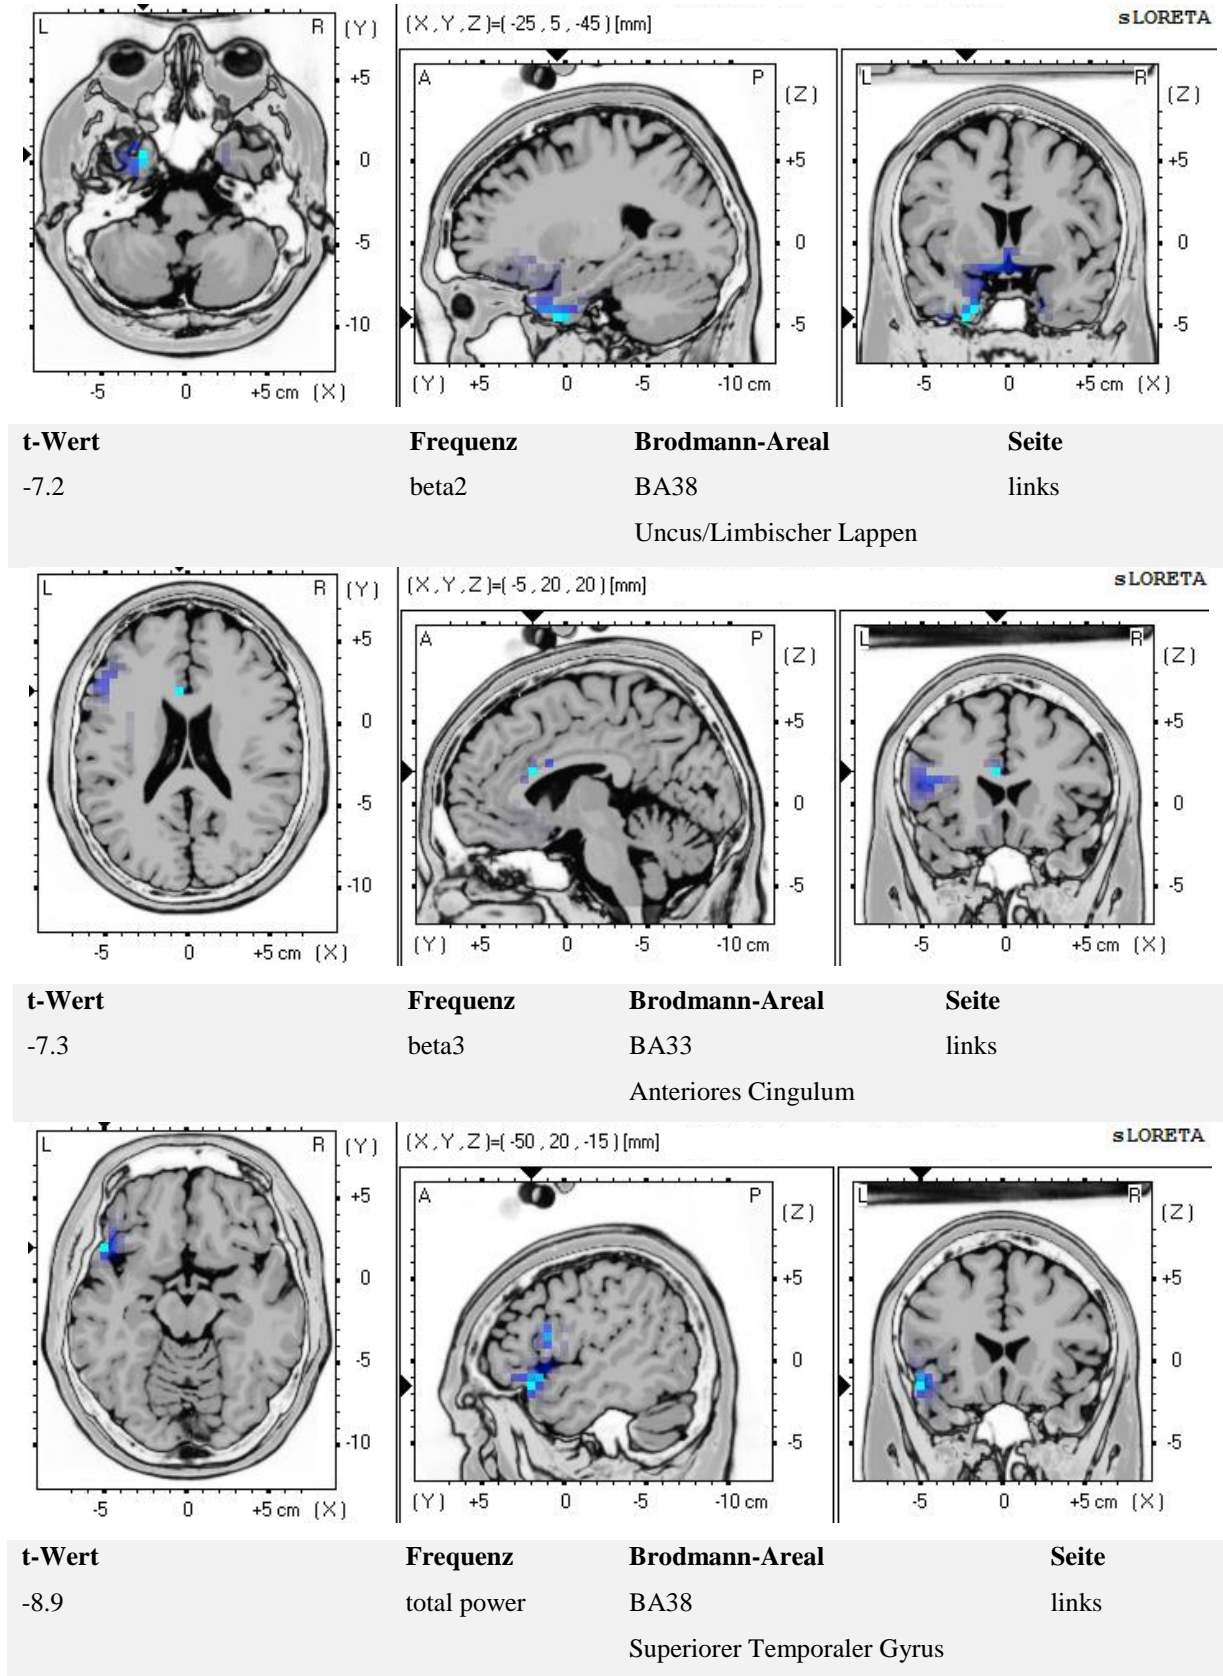 L R (Y) (X,Y,Z)=(-25,5,-45)[mm] sLORETA
A P (Z) L R (Z)
+5 +5 +5
0 0 0
-5 -5 -5
-10
-5 0 +5 cm (X) (Y) +5 0 -5 -10 cm -5 0 +5 cm (X)
t-Wert Frequenz Brodmann-Areal Seite
-7.2 beta2 BA38 links
Uncus/Limbischer Lappen
L R (Y) (X,Y,Z)=(-5,20,20)[mm] sLORETA
A P (Z) L R (Z)
+5 +5 +5
0 0 0
-5 -5 -5
-10
-5 0 +5 cm (X) (Y) +5 0 -5 -10 cm -5 0 +5 cm (X)
t-Wert Frequenz Brodmann-Areal Seite
-7.3 beta3 BA33 links
Anteriores Cingulum
L R (Y) (X,Y,Z)=(-50,20,-15)[mm] sLORETA
A P (Z) L R (Z)
+5 +5 +5
0 0 0
-5 -5 -5
-10
-5 0 +5 cm (X) (Y) +5 0 -5 -10 cm -5 0 +5 cm (X)
t-Wert Frequenz Brodmann-Areal Seite
-8.9 total power BA38 links
Superiorer Temporaler Gyrus